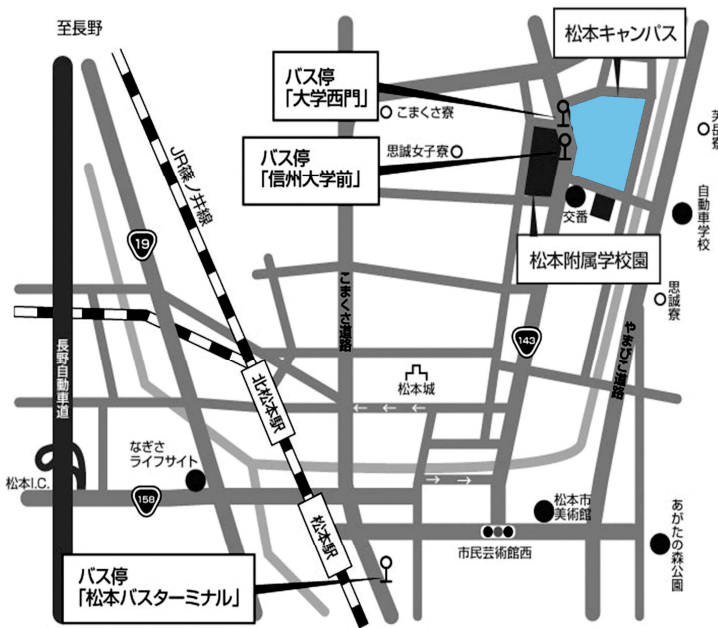 至長野
松本キャンパス
バス停
「大学西門」
こまくさ寮
バス停
「信州大学前」
思誠女子寮
JR篠ノ井線
19
交番
自動車学校
松本附属学校園
思誠寮
こまくさ道路
やまびこ道路
143
長野自動車道
北松本駅
松本城
← ← ←
なぎさ
ライフサイト
松本I.C.
158
→ →
松本駅
松本市
美術館
市民芸術館西
あがたの森公園
バス停
「松本バスターミナル」